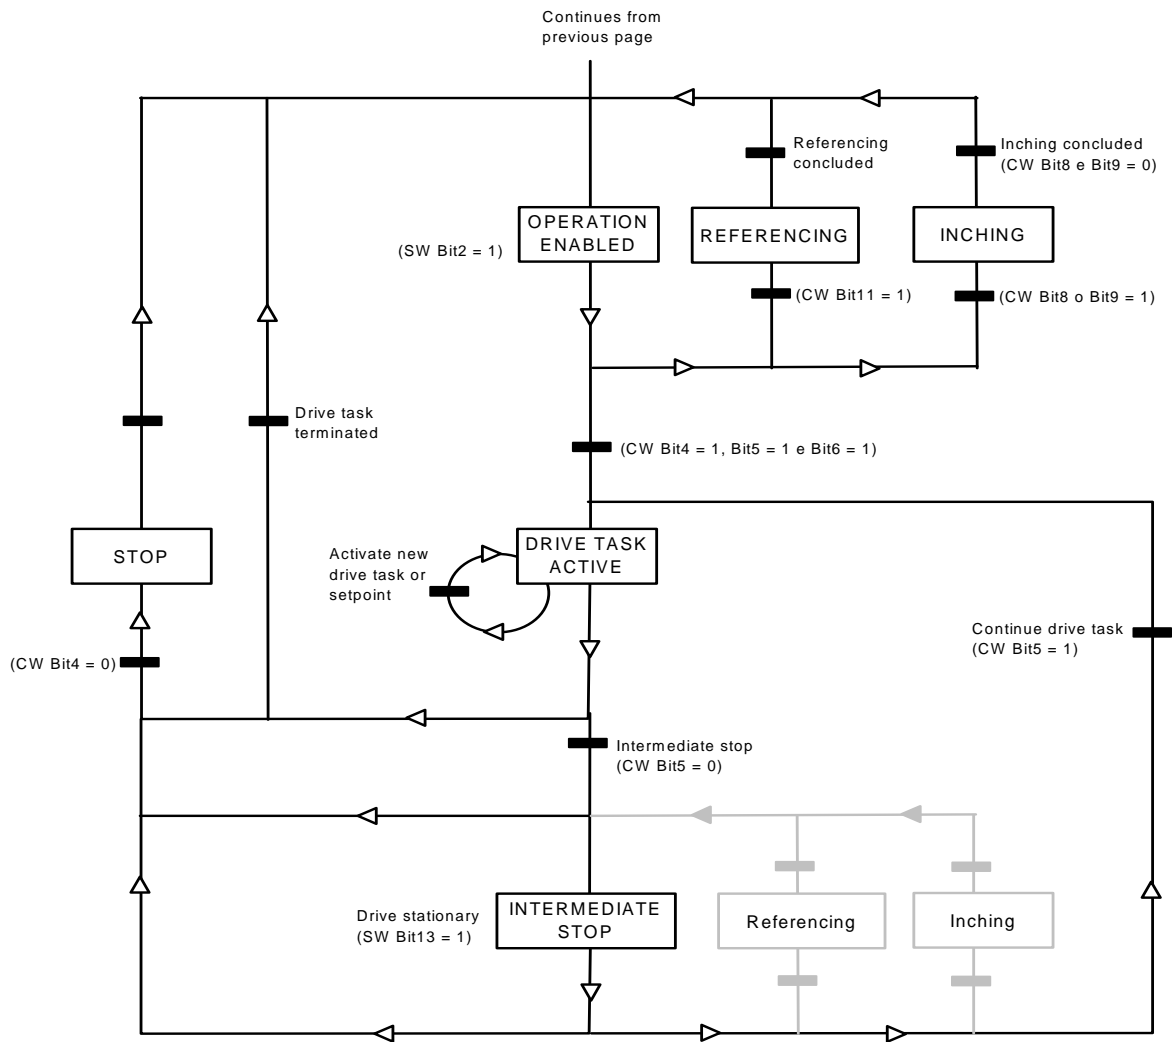 Continues from
previous page
Referencing
concluded
Inching concluded
(CW Bit8 e Bit9 = 0)
OPERATION
ENABLED
(SW Bit2 = 1)
REFERENCING
INCHING
(CW Bit11 = 1)
(CW Bit8 o Bit9 = 1)
Drive task
terminated
(CW Bit4 = 1, Bit5 = 1 e Bit6 = 1)
STOP
Activate new
drive task or
setpoint
DRIVE TASK
ACTIVE
Continue drive task
(CW Bit5 = 1)
(CW Bit4 = 0)
Intermediate stop
(CW Bit5 = 0)
Drive stationary
(SW Bit13 = 1)
INTERMEDIATE
STOP
Referencing
Inching